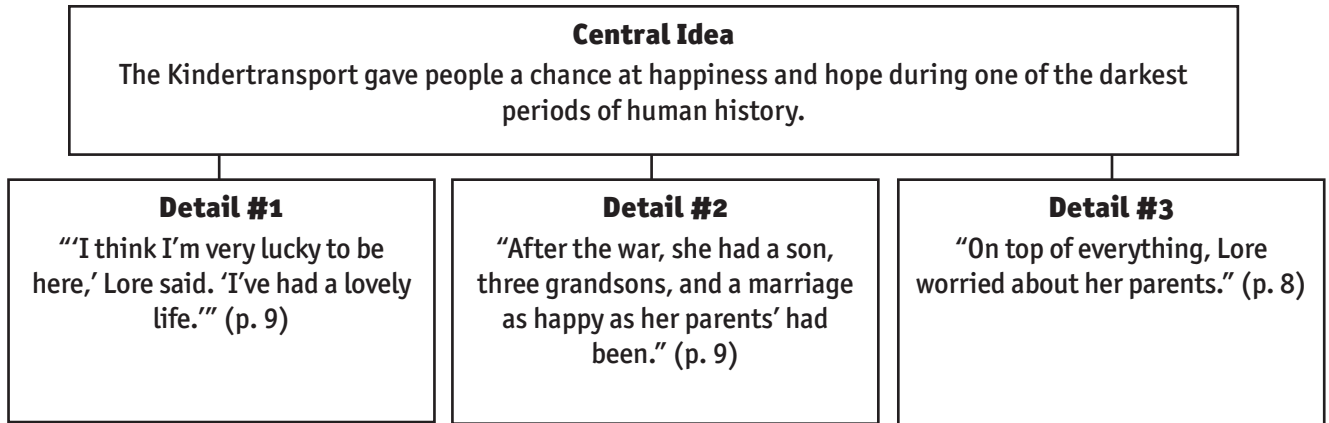 Central Idea
The Kindertransport gave people a chance at happiness and hope during one of the darkest
periods of human history.
Detail #1
“‘I think I’m very lucky to be
here,’ Lore said. ‘I’ve had a lovely
life.’” (p. 9)
Detail #2
“After the war, she had a son,
three grandsons, and a marriage
as happy as her parents’ had
been.” (p. 9)
Detail #3
“On top of everything, Lore
worried about her parents.” (p. 8)